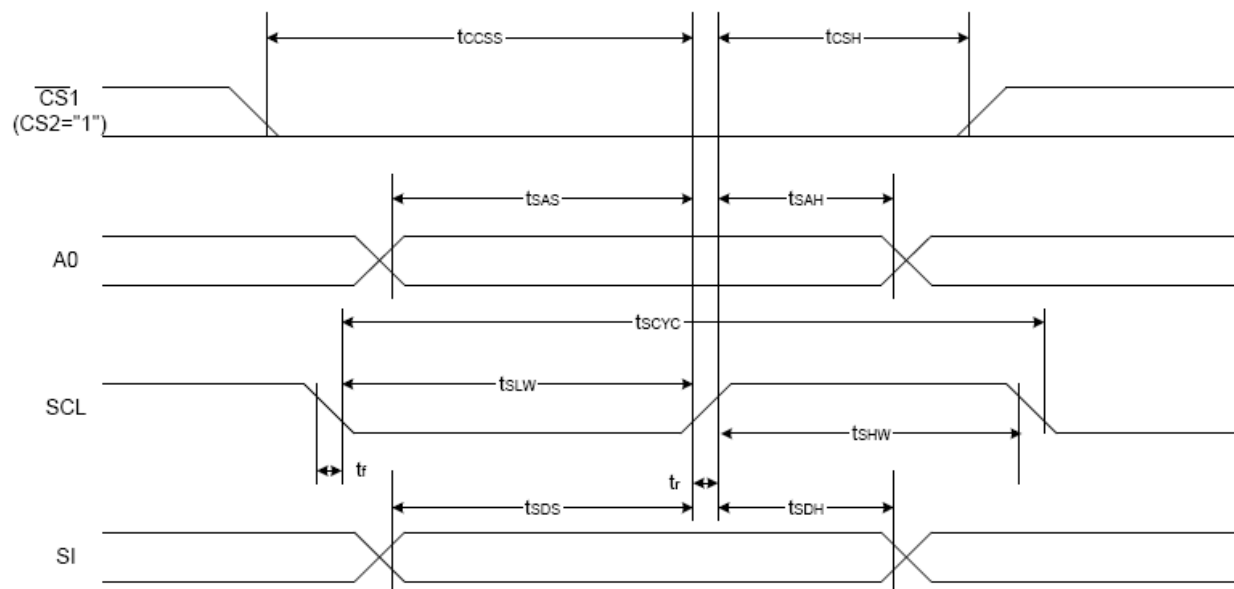 tCCSS
tCSH
CS1
(CS2="1")
tSAS
tSAH
A0
tSCYC
tSLW
SCL
tSHW
tf
tr
tSDS
tSDH
SI